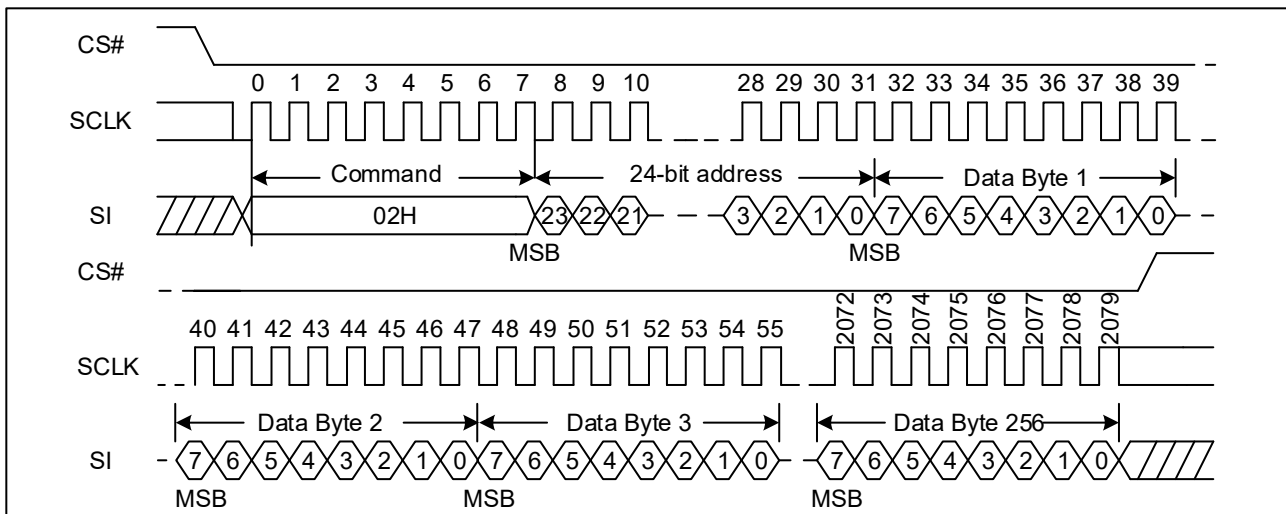 CS#
0 1 2 3 4 5 6 7 8 9 10 28 29 30 31 32 33 34 35 36 37 38 39
SCLK
Command 24-bit address Data Byte 1
SI 02H 23 22 21 3 2 1 0 7 6 5 4 3 2 1 0
MSB MSB
CS#
40 41 42 43 44 45 46 47 48 49 50 51 52 53 54 55 2072 2073 2074 2075 2076 2077 2078 2079
SCLK
Data Byte 2 Data Byte 3 Data Byte 256
SI 7 6 5 4 3 2 1 0 7 6 5 4 3 2 1 0 7 6 5 4 3 2 1 0
MSB MSB MSB